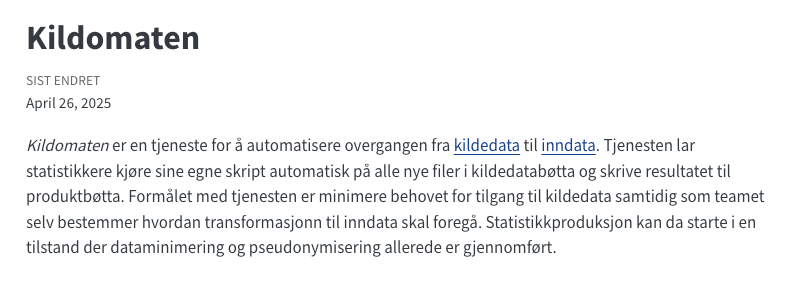 Kildomaten
SIST ENDRET
April 26, 2025
Kildomaten er en tjeneste for å automatisere overgangen fra kildedata til inndata. Tjenesten lar
statistikkere kjøre sine egne skript automatisk på alle nye filer i kildedatabøtta og skrive resultatet til
produktbøtta. Formålet med tjenesten er minimere behovet for tilgang til kildedata samtidig som teamet
selv bestemmer hvordan transformasjonn til inndata skal foregå. Statistikkproduksjon kan da starte i en
tilstand der dataminimering og pseudonymisering allerede er gjennomført.